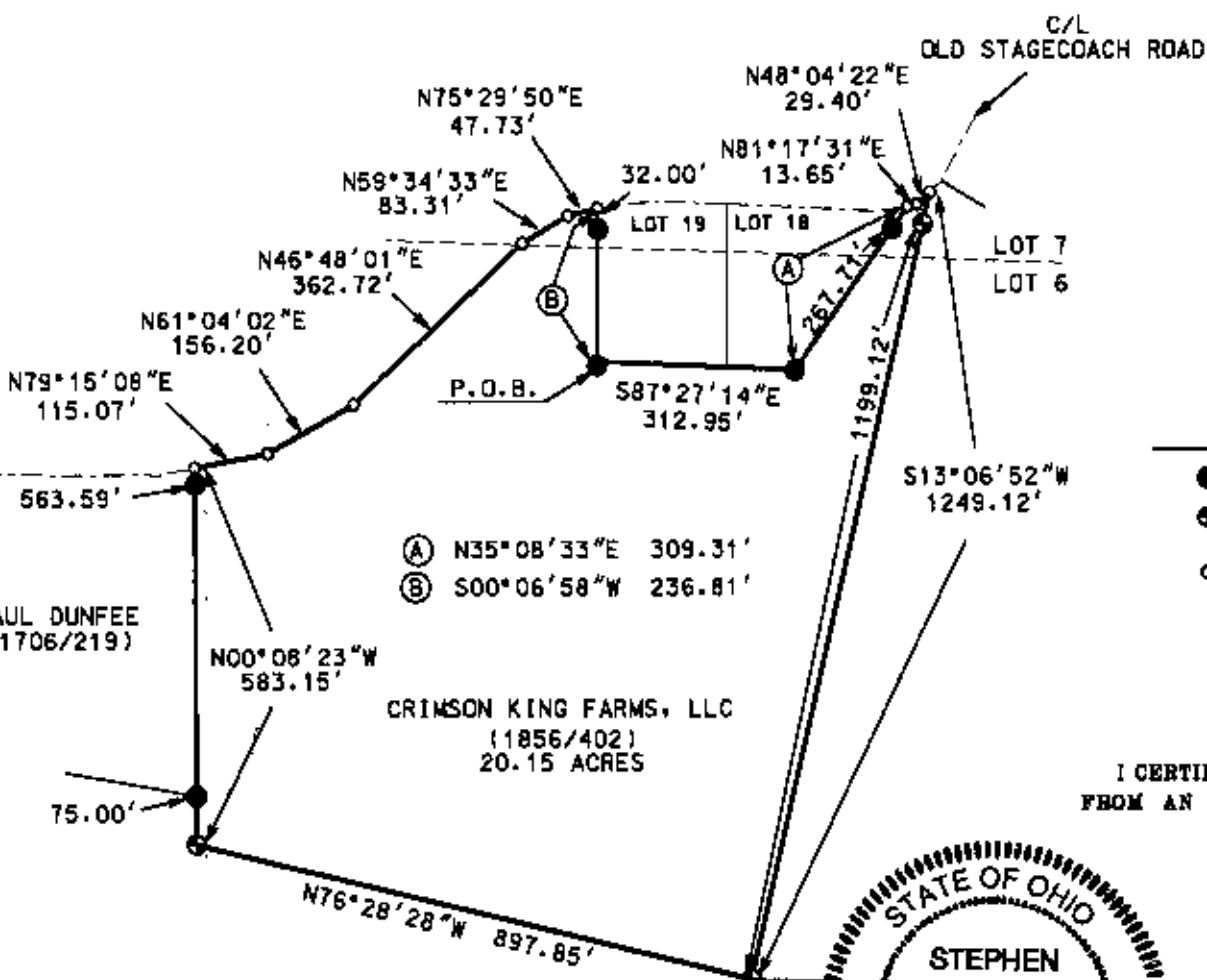 C/L
OLD STAGECOACH ROAD
N48°04'22"E
29.40'
N75°29'50"E
47.73'
N81°17'31"E
13.65'
N59°34'33"E
83.31'
32.00'
LOT 19
LOT 18
LOT 7
LOT 6
N46°48'01"E
362.72'
A
B
267.71'
N61°04'02"E
156.20'
N79°15'08"E
115.07'
P.O.B.
S87°27'14"E
312.95'
1199.12'
S13°06'52"W
1249.12'
563.59'
A N35°08'33"E 309.31'
B S00°06'58"W 236.81'
AUL DUNFEE
1706/219)
N00°08'23"W
583.15'
CRIMSON KING FARMS, LLC
(1856/402)
20.15 ACRES
75.00'
I CERTI
FROM AN
N76°28'28"W 897.85'
STATE OF OHIO
STEPHEN